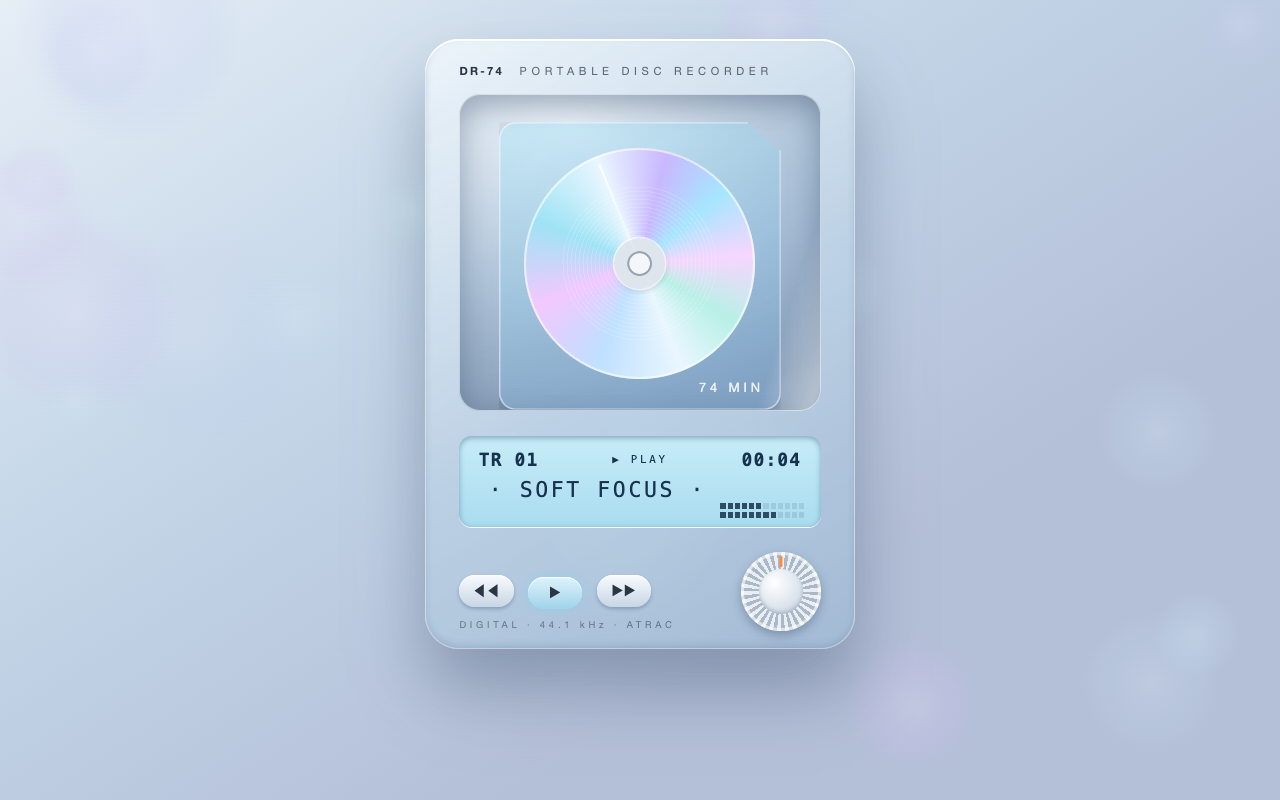 DR-74 PORTABLE DISC RECORDER
74 MIN
TR 01 ▶ PLAY 00:04
· SOFT FOCUS ·
DIGITAL · 44.1 kHz · ATRAC